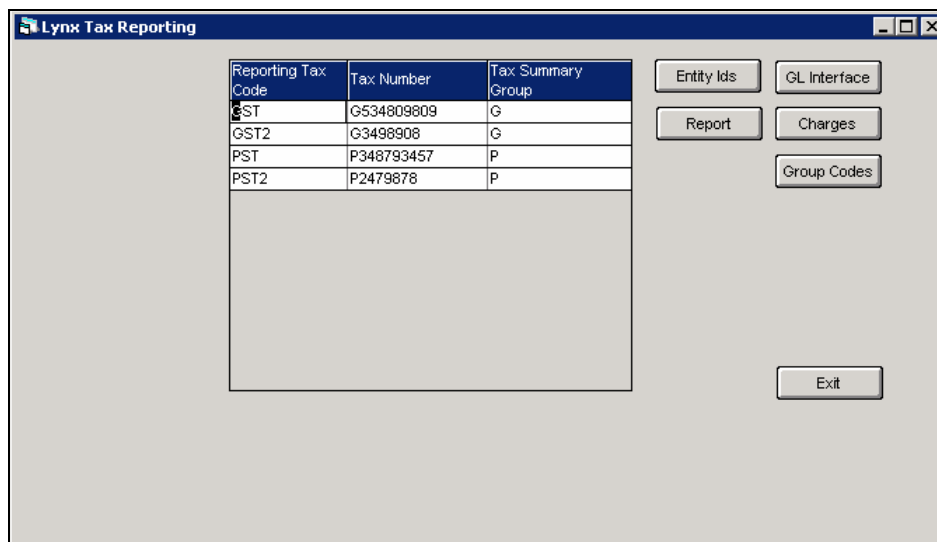 Lynx Tax Reporting
Reporting Tax Code Tax Number Tax Summary Group
GST G534809809 G
GST2 G3498908 G
PST P348793457 P
PST2 P2479878 P
Entity Ids GL Interface
Report Charges
Group Codes
Exit